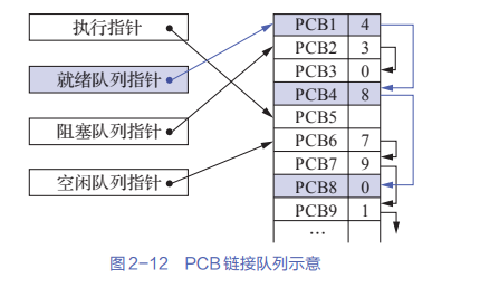 执行指针
就绪队列指针
阻塞队列指针
空闲队列指针
PCB1 4
PCB2 3
PCB3 0
PCB4 8
PCB5
PCB6 7
PCB7 9
PCB8 0
PCB9 1
…
图2-12 PCB链接队列示意